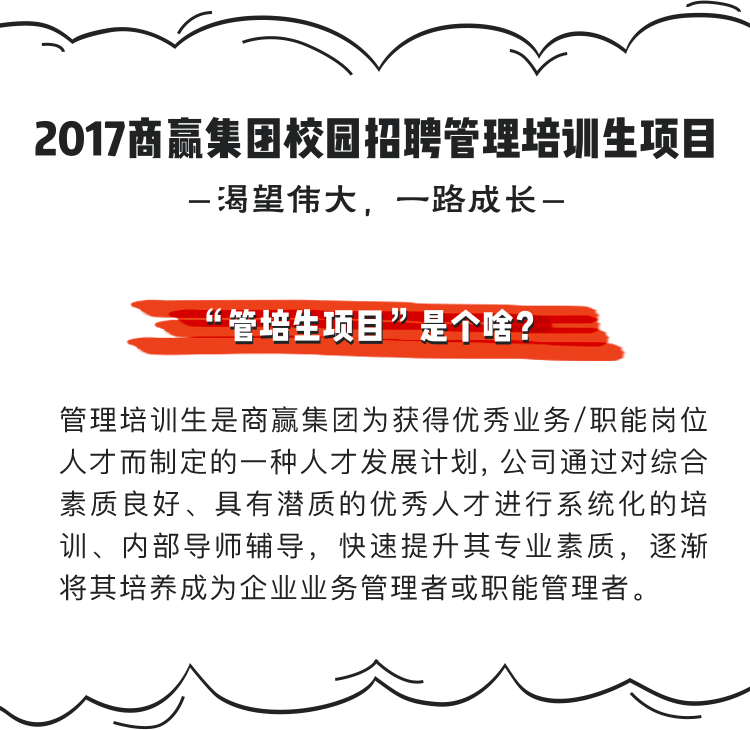 2017商赢集团校园招聘管理培训生项目
—渴望伟大，一路成长—
“管培生项目”是个啥？
管理培训生是商赢集团为获得优秀业务/职能岗位
人才而制定的一种人才发展计划, 公司通过对综合
素质良好、具有潜质的优秀人才进行系统化的培
训、内部导师辅导，快速提升其专业素质，逐渐
将其培养成为企业业务管理者或职能管理者。